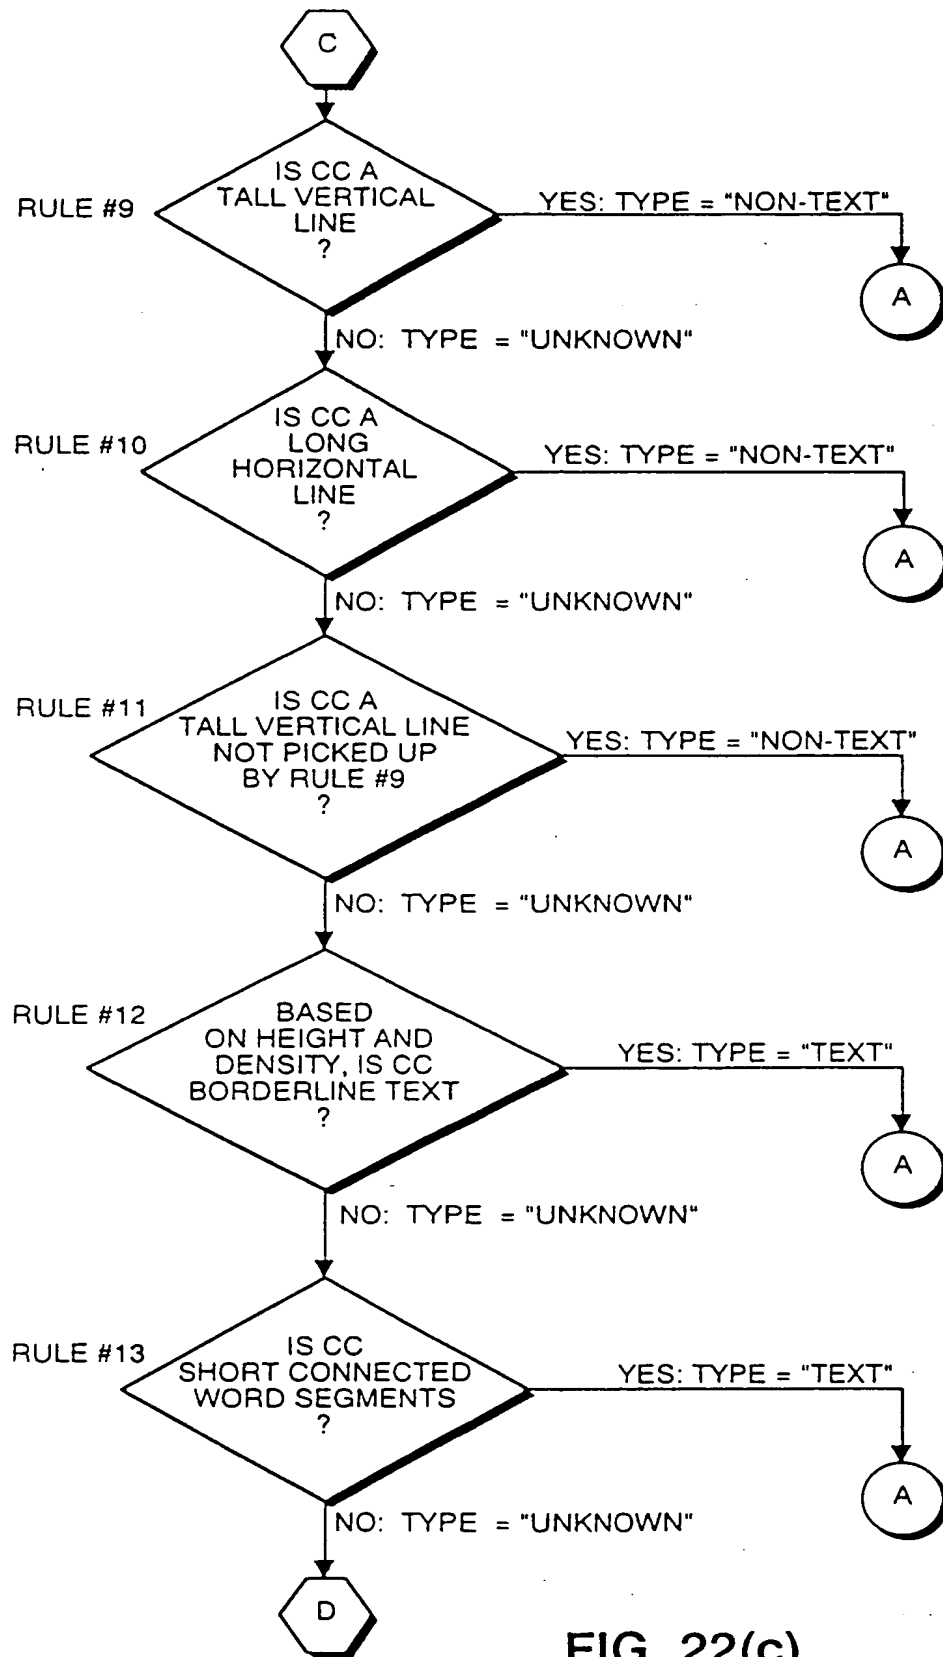 C
IS CC A
TALL VERTICAL
LINE
?
RULE #9
YES: TYPE = "NON-TEXT"
A
NO: TYPE = "UNKNOWN"
IS CC A
LONG
HORIZONTAL
LINE
?
RULE #10
YES: TYPE = "NON-TEXT"
A
NO: TYPE = "UNKNOWN"
IS CC A
TALL VERTICAL LINE
NOT PICKED UP
BY RULE #9
?
RULE #11
YES: TYPE = "NON-TEXT"
A
NO: TYPE = "UNKNOWN"
BASED
ON HEIGHT AND
DENSITY, IS CC
BORDERLINE TEXT
?
RULE #12
YES: TYPE = "TEXT"
A
NO: TYPE = "UNKNOWN"
IS CC
SHORT CONNECTED
WORD SEGMENTS
?
RULE #13
YES: TYPE = "TEXT"
A
NO: TYPE = "UNKNOWN"
D
FIG. 22(c)